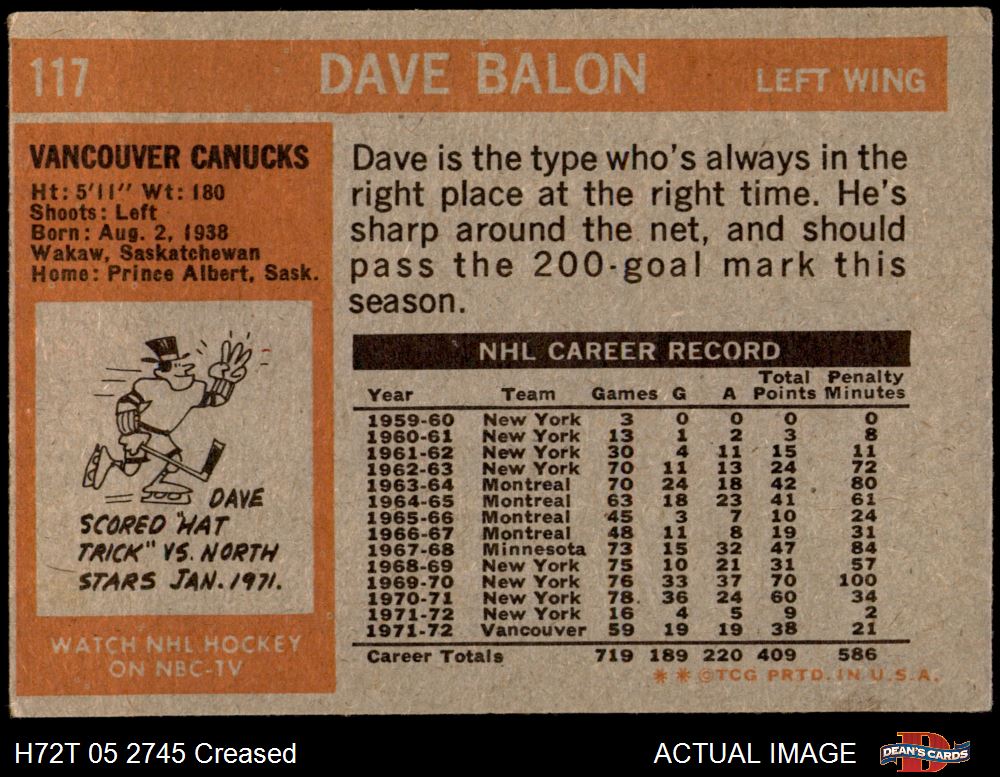 117 DAVE BALON LEFT WING
VANCOUVER CANUCKS
Ht: 5'11" Wt: 180
Shoots: Left
Born: Aug. 2, 1938
Wakaw, Saskatchewan
Home: Prince Albert, Sask.
DAVE
SCORED "HAT
TRICK" VS. NORTH
STARS JAN. 1971.
WATCH NHL HOCKEY
ON NBC-TV
Dave is the type who's always in the
right place at the right time. He's
sharp around the net, and should
pass the 200-goal mark this
season.
NHL CAREER RECORD
Total Penalty
Year Team Games G A Points Minutes
1959-60 New York 3 0 0 0 0
1960-61 New York 13 1 2 3 8
1961-62 New York 30 4 11 15 11
1962-63 New York 70 11 13 24 72
1963-64 Montreal 70 24 18 42 80
1964-65 Montreal 63 18 23 41 61
1965-66 Montreal 45 3 7 10 24
1966-67 Montreal 48 11 8 19 31
1967-68 Minnesota 73 15 32 47 84
1968-69 New York 75 10 21 31 57
1969-70 New York 76 33 37 70 100
1970-71 New York 78 36 24 60 34
1971-72 New York 16 4 5 9 2
1971-72 Vancouver 59 19 19 38 21
Career Totals 719 189 220 409 586
* * ©TCG PRTD. IN U.S.A.
H72T 05 2745 Creased ACTUAL IMAGE DEAN'S CARDS